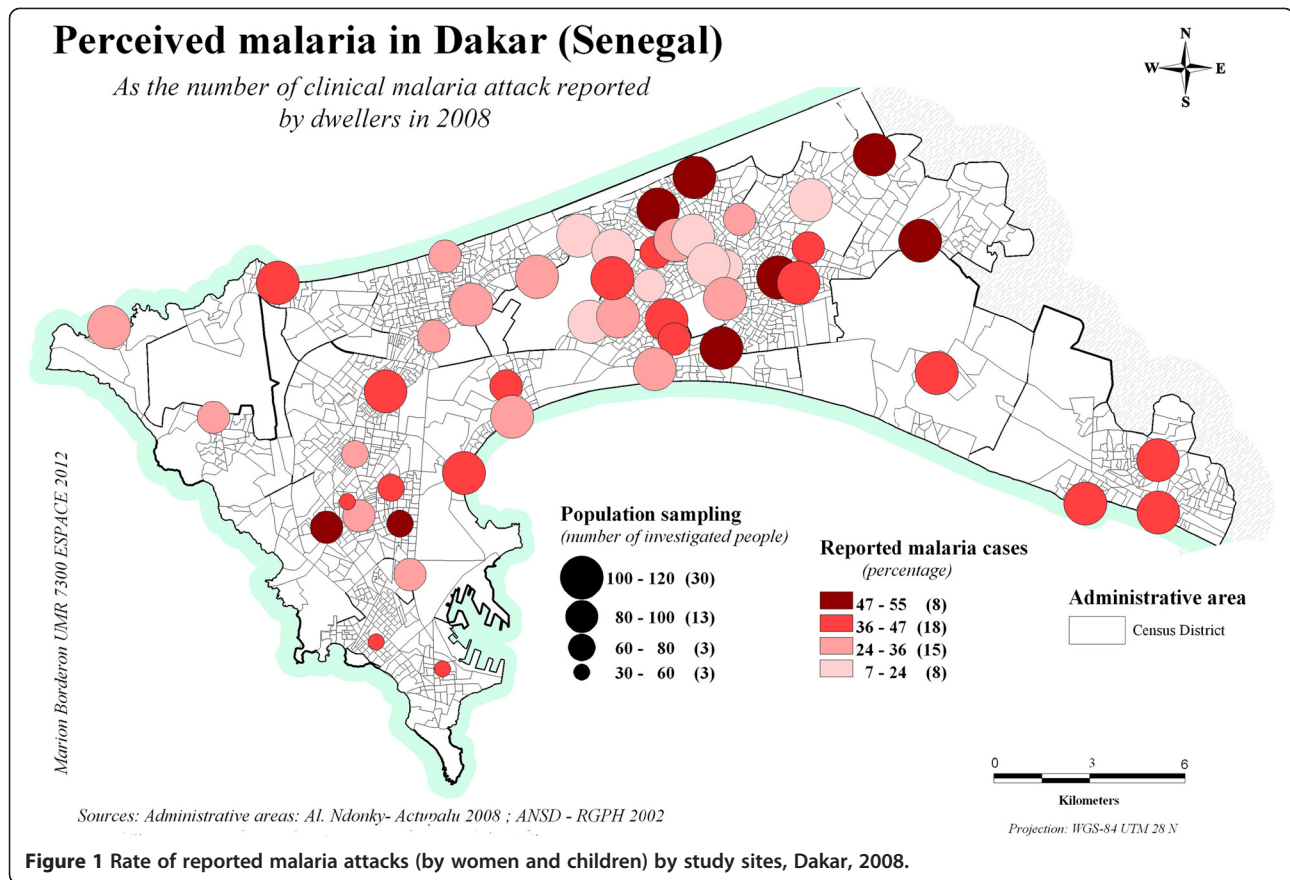 Perceived malaria in Dakar (Senegal)
As the number of clinical malaria attack reported
by dwellers in 2008
N
W E
S
Marion Borderon UMR 7300 ESPACE 2012
Population sampling
(number of investigated people)
100 - 120 (30)
80 - 100 (13)
60 - 80 (3)
30 - 60 (3)
Reported malaria cases
(percentage)
47 - 55 (8)
36 - 47 (18)
24 - 36 (15)
7 - 24 (8)
Administrative area
Census District
0 3 6
Kilometers
Sources: Administrative areas: Al. Ndonky- Actupalu 2008 ; ANSD - RGPH 2002
Projection: WGS-84 UTM 28 N
Figure 1 Rate of reported malaria attacks (by women and children) by study sites, Dakar, 2008.